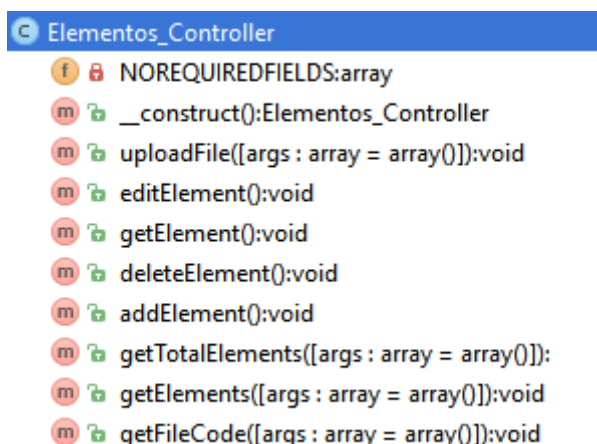 C Elementos_Controller
f NOREQUIREDFIELDS:array
m __construct():Elementos_Controller
m uploadFile([args : array = array()]):void
m editElement():void
m getElement():void
m deleteElement():void
m addElement():void
m getTotalElements([args : array = array()]):
m getElements([args : array = array()]):void
m getFileCode([args : array = array()]):void